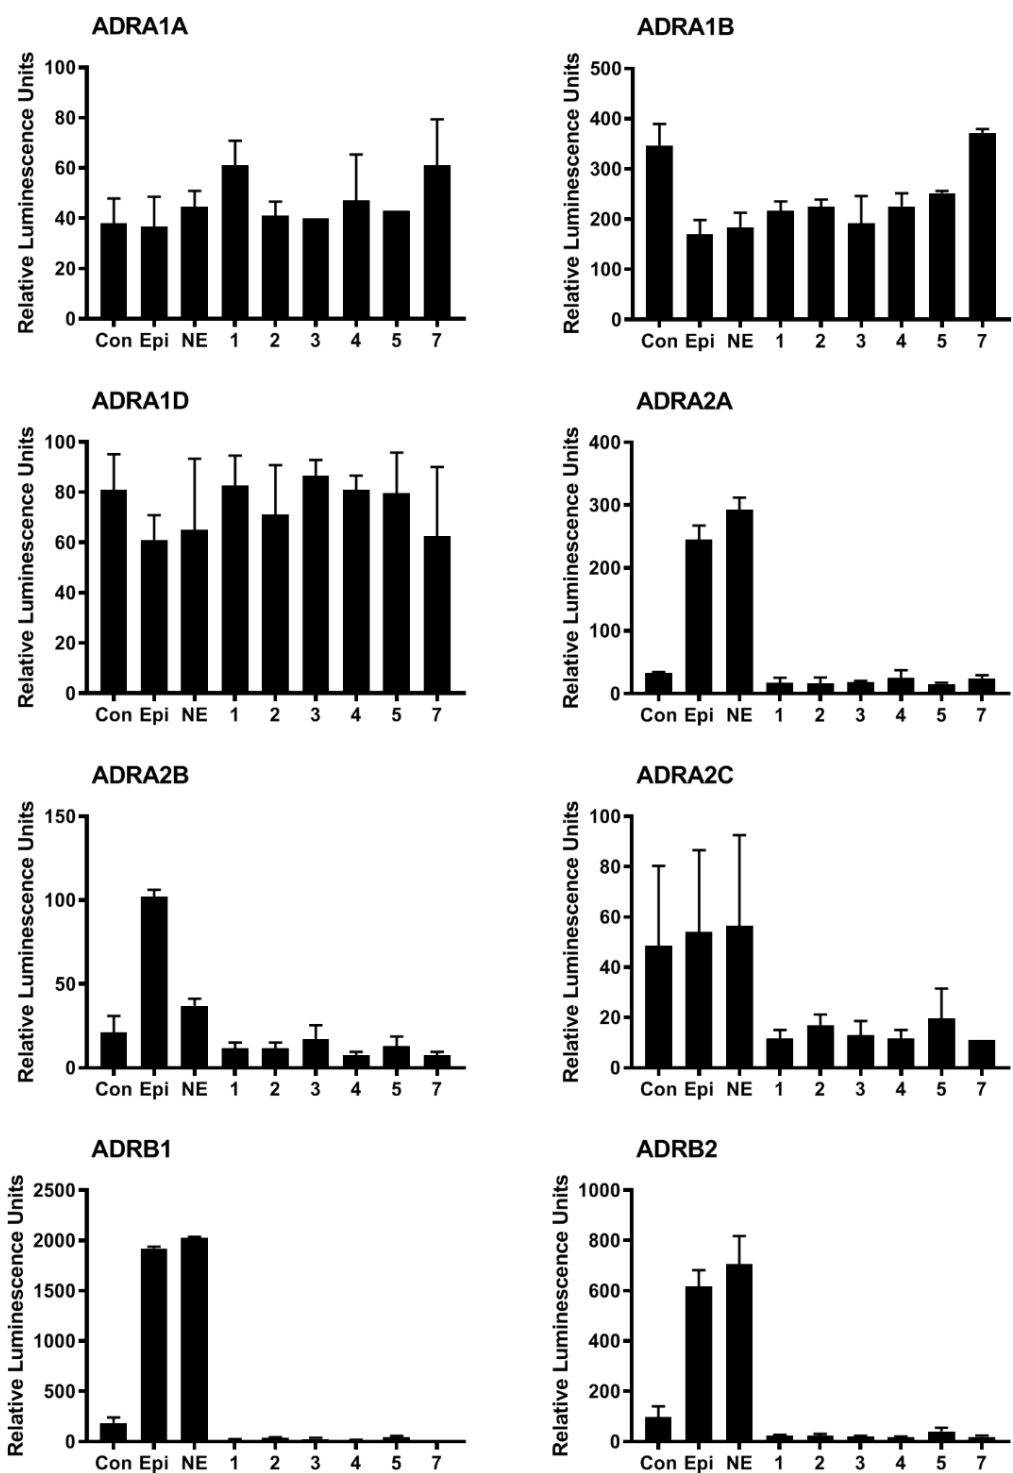 ADRA1A
Relative Luminescence Units
100
80
60
40
20
0
Con Epi NE 1 2 3 4 5 7
ADRA1B
Relative Luminescence Units
500
400
300
200
100
0
Con Epi NE 1 2 3 4 5 7
ADRA1D
Relative Luminescence Units
100
80
60
40
20
0
Con Epi NE 1 2 3 4 5 7
ADRA2A
Relative Luminescence Units
400
300
200
100
0
Con Epi NE 1 2 3 4 5 7
ADRA2B
Relative Luminescence Units
150
100
50
0
Con Epi NE 1 2 3 4 5 7
ADRA2C
Relative Luminescence Units
100
80
60
40
20
0
Con Epi NE 1 2 3 4 5 7
ADRB1
Relative Luminescence Units
2500
2000
1500
1000
500
0
Con Epi NE 1 2 3 4 5 7
ADRB2
Relative Luminescence Units
1000
800
600
400
200
0
Con Epi NE 1 2 3 4 5 7